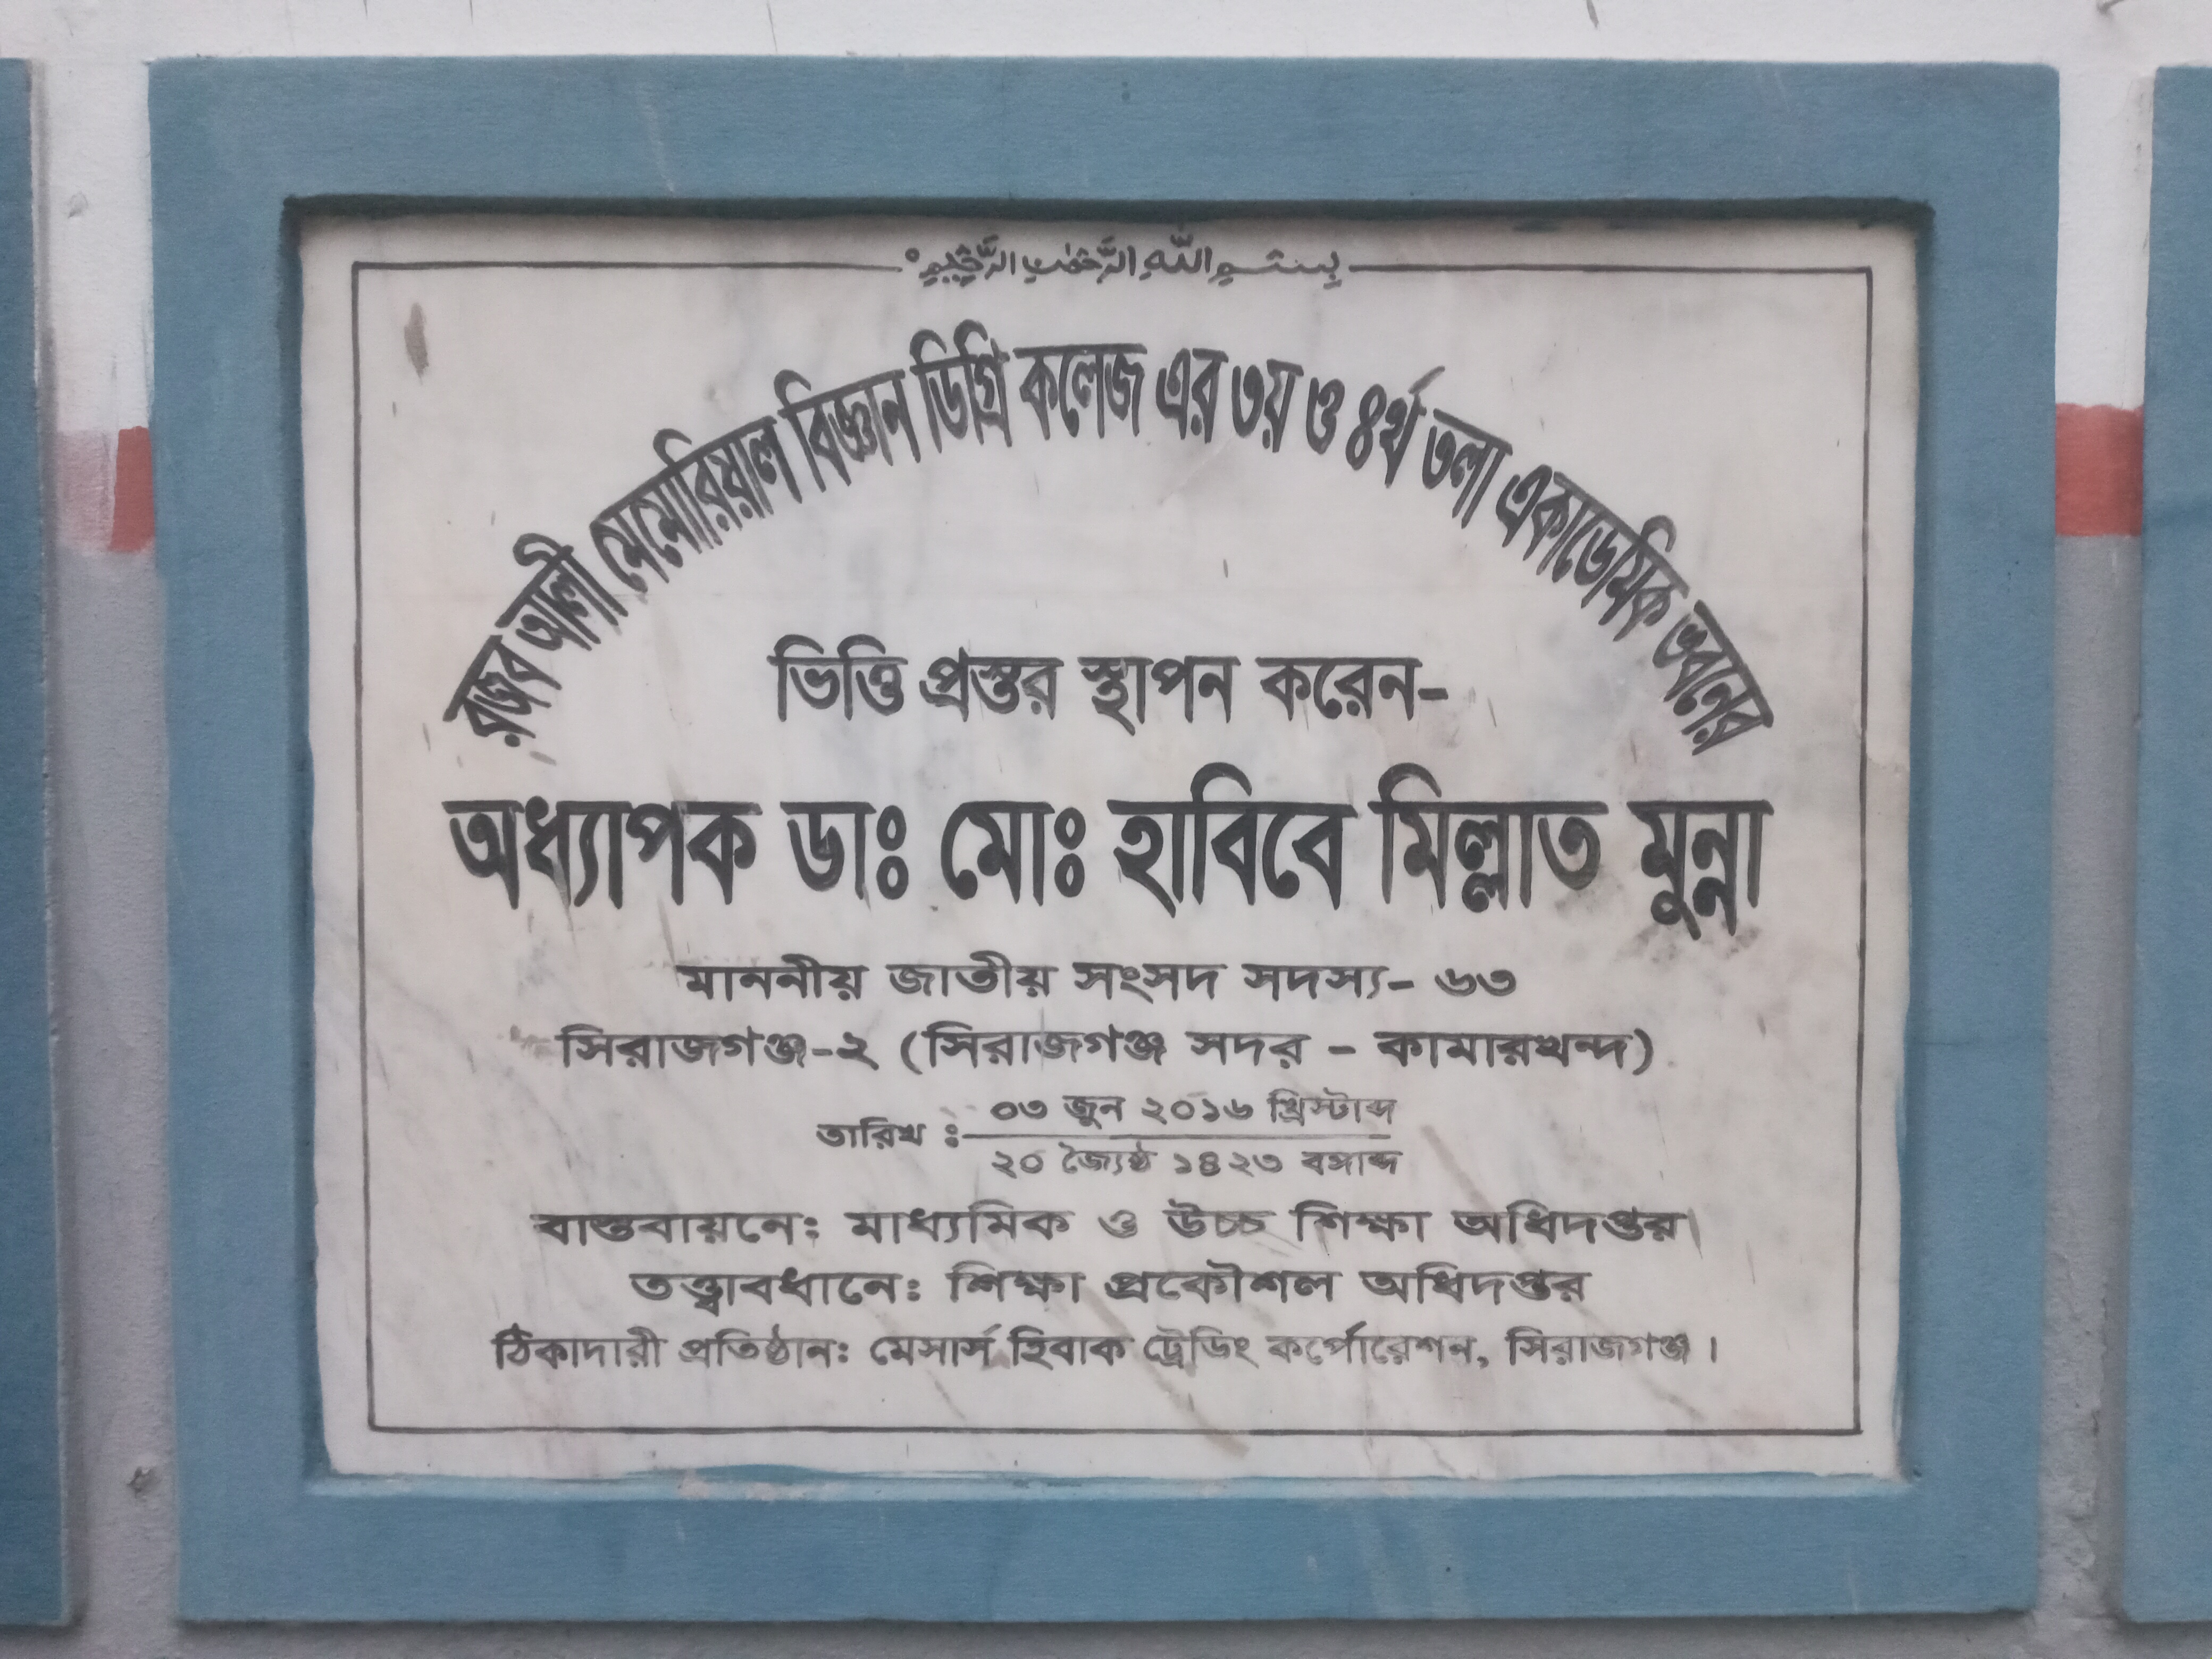 بِسْمِ اللهِ الرَّحْمٰنِ الرَّحِيْمِ
রজব আলী মেমোরিয়াল বিজ্ঞান ডিগ্রি কলেজ এর ৩য় ও ৪র্থ তলা একাডেমিক ভবনের
ভিত্তি প্রস্তর স্থাপন করেন-
অধ্যাপক ডাঃ মোঃ হাবিবে মিল্লাত মুন্না
মাননীয় জাতীয় সংসদ সদস্য- ৬৩
সিরাজগঞ্জ-২ (সিরাজগঞ্জ সদর - কামারখন্দ)
তারিখ : ০৩ জুন ২০১৬ খ্রিস্টাব্দ
২০ জ্যৈষ্ঠ ১৪২৩ বঙ্গাব্দ
বাস্তবায়নে: মাধ্যমিক ও উচ্চ শিক্ষা অধিদপ্তর
তত্ত্বাবধানে: শিক্ষা প্রকৌশল অধিদপ্তর
ঠিকাদারী প্রতিষ্ঠান: মেসার্স হিবাক ট্রেডিং কর্পোরেশন, সিরাজগঞ্জ।